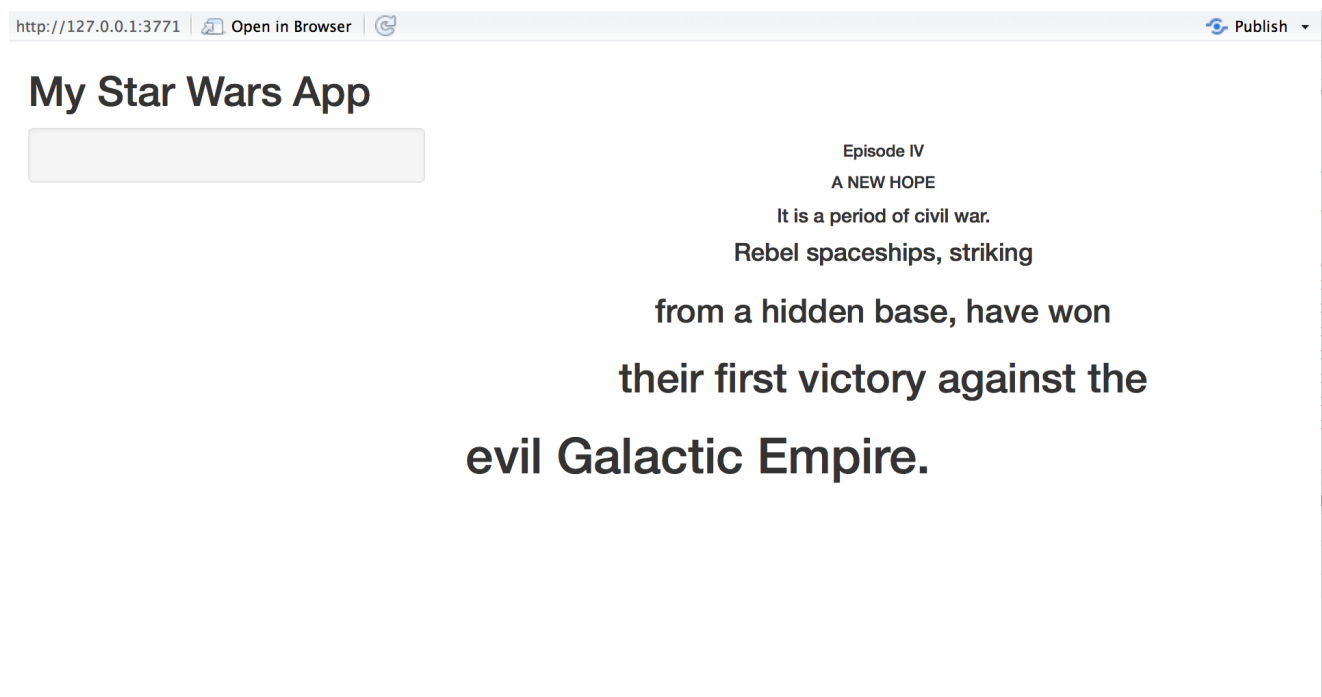 http://127.0.0.1:3771 Open in Browser Publish
My Star Wars App
Episode IV
A NEW HOPE
It is a period of civil war.
Rebel spaceships, striking
from a hidden base, have won
their first victory against the
evil Galactic Empire.